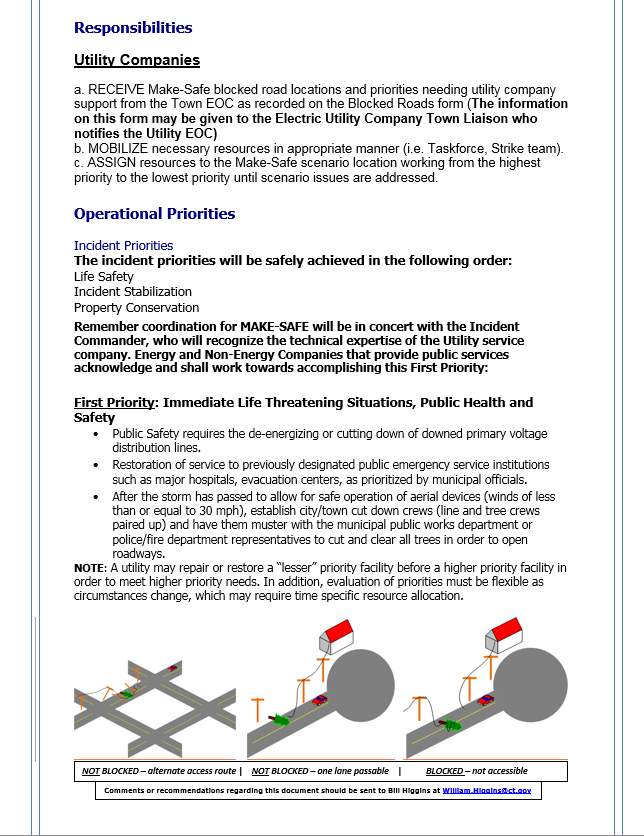 Responsibilities
Utility Companies
a. RECEIVE Make-Safe blocked road locations and priorities needing utility company
support from the Town EOC as recorded on the Blocked Roads form (The information
on this form may be given to the Electric Utility Company Town Liaison who
notifies the Utility EOC)
b. MOBILIZE necessary resources in appropriate manner (i.e. Taskforce, Strike team).
c. ASSIGN resources to the Make-Safe scenario location working from the highest
priority to the lowest priority until scenario issues are addressed.
Operational Priorities
Incident Priorities
The incident priorities will be safely achieved in the following order:
Life Safety
Incident Stabilization
Property Conservation
Remember coordination for MAKE-SAFE will be in concert with the Incident
Commander, who will recognize the technical expertise of the Utility service
company. Energy and Non-Energy Companies that provide public services
acknowledge and shall work towards accomplishing this First Priority:
First Priority: Immediate Life Threatening Situations, Public Health and
Safety
• Public Safety requires the de-energizing or cutting down of downed primary voltage
distribution lines.
• Restoration of service to previously designated public emergency service institutions
such as major hospitals, evacuation centers, as prioritized by municipal officials.
• After the storm has passed to allow for safe operation of aerial devices (winds of less
than or equal to 30 mph), establish city/town cut down crews (line and tree crews
paired up) and have them muster with the municipal public works department or
police/fire department representatives to cut and clear all trees in order to open
roadways.
NOTE: A utility may repair or restore a “lesser” priority facility before a higher priority facility in
order to meet higher priority needs. In addition, evaluation of priorities must be flexible as
circumstances change, which may require time specific resource allocation.
NOT BLOCKED – alternate access route | NOT BLOCKED – one lane passable | BLOCKED – not accessible
Comments or recommendations regarding this document should be sent to Bill Higgins at William.Higgins@ct.gov